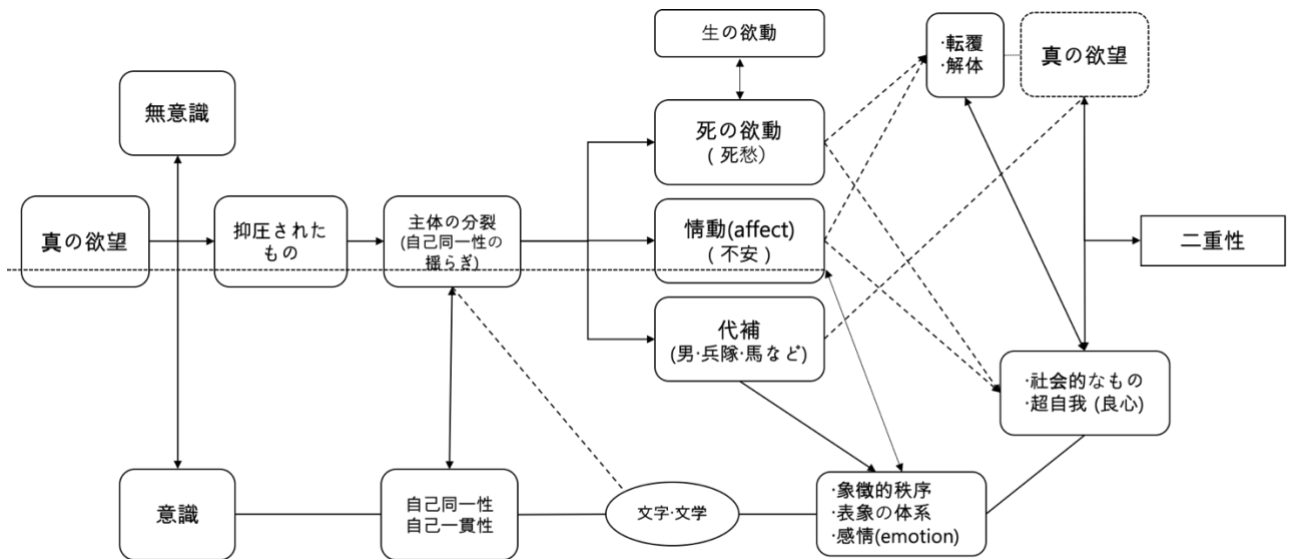 生の欲動
·転覆
·解体
真の欲望
無意識
死の欲動
( 死愁)
真の欲望
抑圧された
もの
主体の分裂
(自己同一性の
揺らぎ)
情動(affect)
( 不安 )
二重性
代補
(男·兵隊·馬など)
·社会的なもの
·超自我 (良心)
意識
自己同一性
自己一貫性
文字·文学
·象徴的秩序
·表象の体系
·感情(emotion)